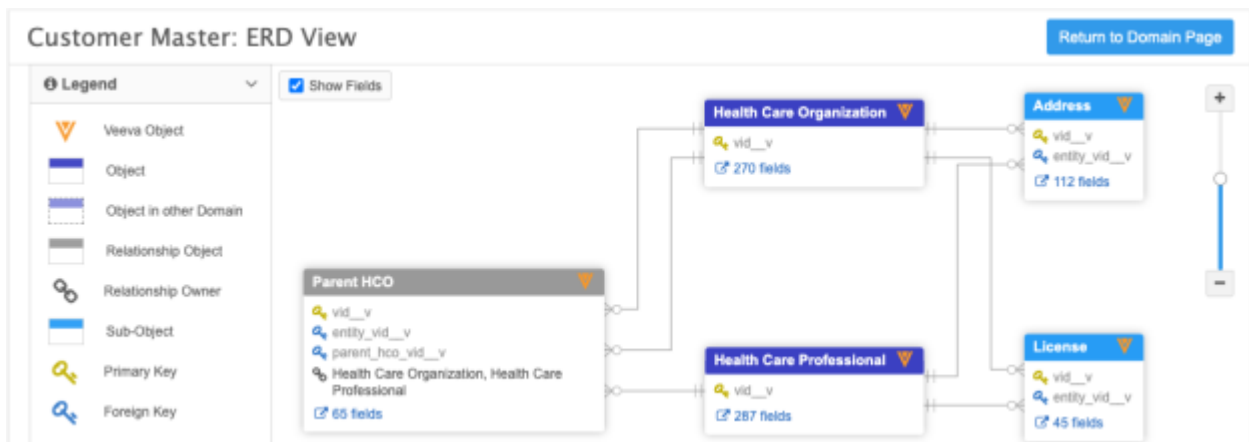 Customer Master: ERD View
Return to Domain Page
Legend
Show Fields
Veeva Object
Object
Object in other Domain
Relationship Object
Relationship Owner
Sub-Object
Primary Key
Foreign Key
Health Care Organization
vid__v
270 fields
Address
vid__v
entity_vid__v
112 fields
Parent HCO
vid__v
entity_vid__v
parent_hco_vid__v
Health Care Organization, Health Care
Professional
65 fields
Health Care Professional
vid__v
287 fields
License
vid__v
entity_vid__v
45 fields